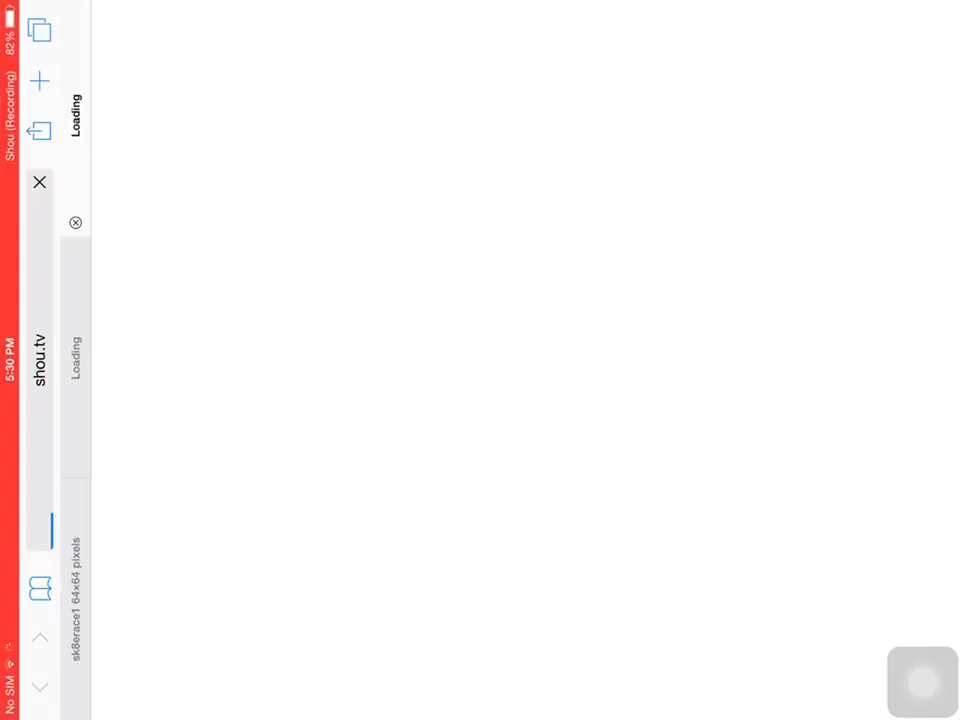 No SIM
5:30 PM
Shou (Recording)
82%
shou.tv
sk8erace1 64×64 pixels
Loading
Loading